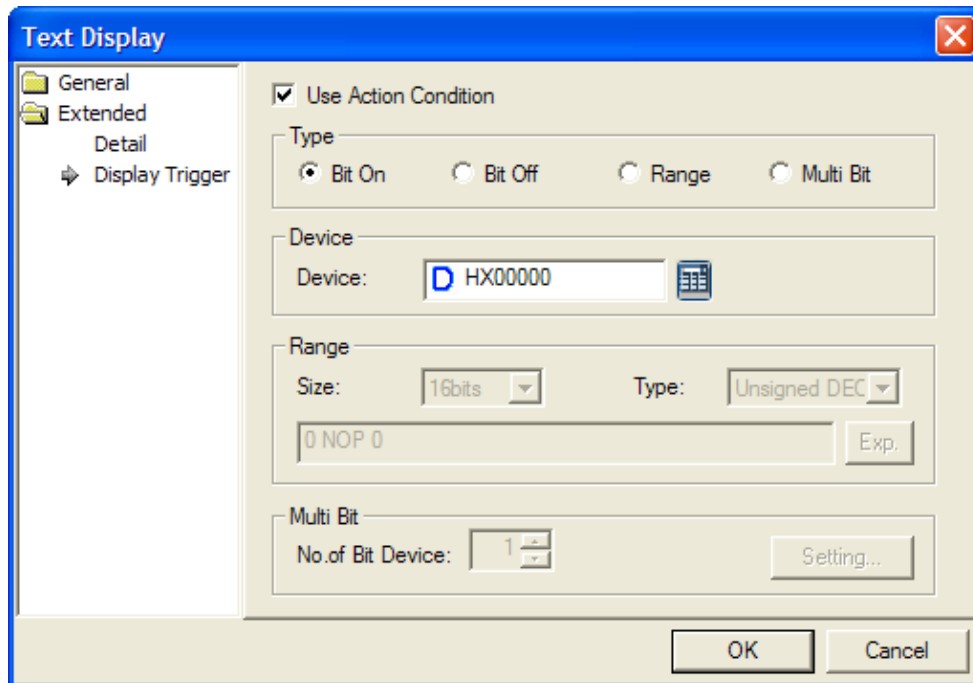 Text Display
General
Extended
Detail
Display Trigger
Use Action Condition
Type
Bit On Bit Off Range Multi Bit
Device
Device: D HX00000
Range
Size: 16bits Type: Unsigned DEC
0 NOP 0 Exp.
Multi Bit
No.of Bit Device: 1 Setting...
OK Cancel